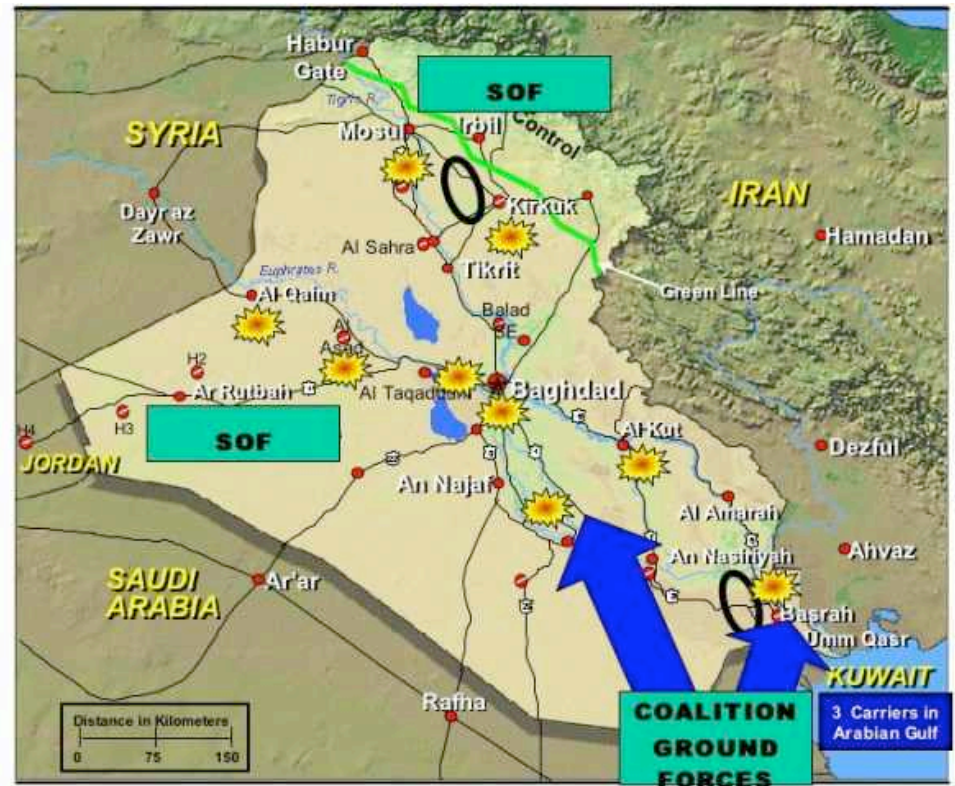 Habur
Gate
SOF
Tigris R.
Mosul
Irbil
Control
SYRIA
IRAN
Dayr az
Zawr
Kirkuk
Hamadan
Al Sahra
Tikrit
Euphrates R.
Green Line
Al Qaim
Balad
SE
Al
Asad
H2
Ar Rutbah
Al Taqaddum
Baghdad
H3
H4
SOF
JORDAN
Al Kut
Dezful
An Najaf
Al Amarah
An Nasiriyah
Ahvaz
SAUDI
ARABIA
Ar'ar
Basrah
Umm Qasr
KUWAIT
Rafha
COALITION
GROUND
FORCES
3 Carriers in
Arabian Gulf
Distance in Kilometers
0 75 150